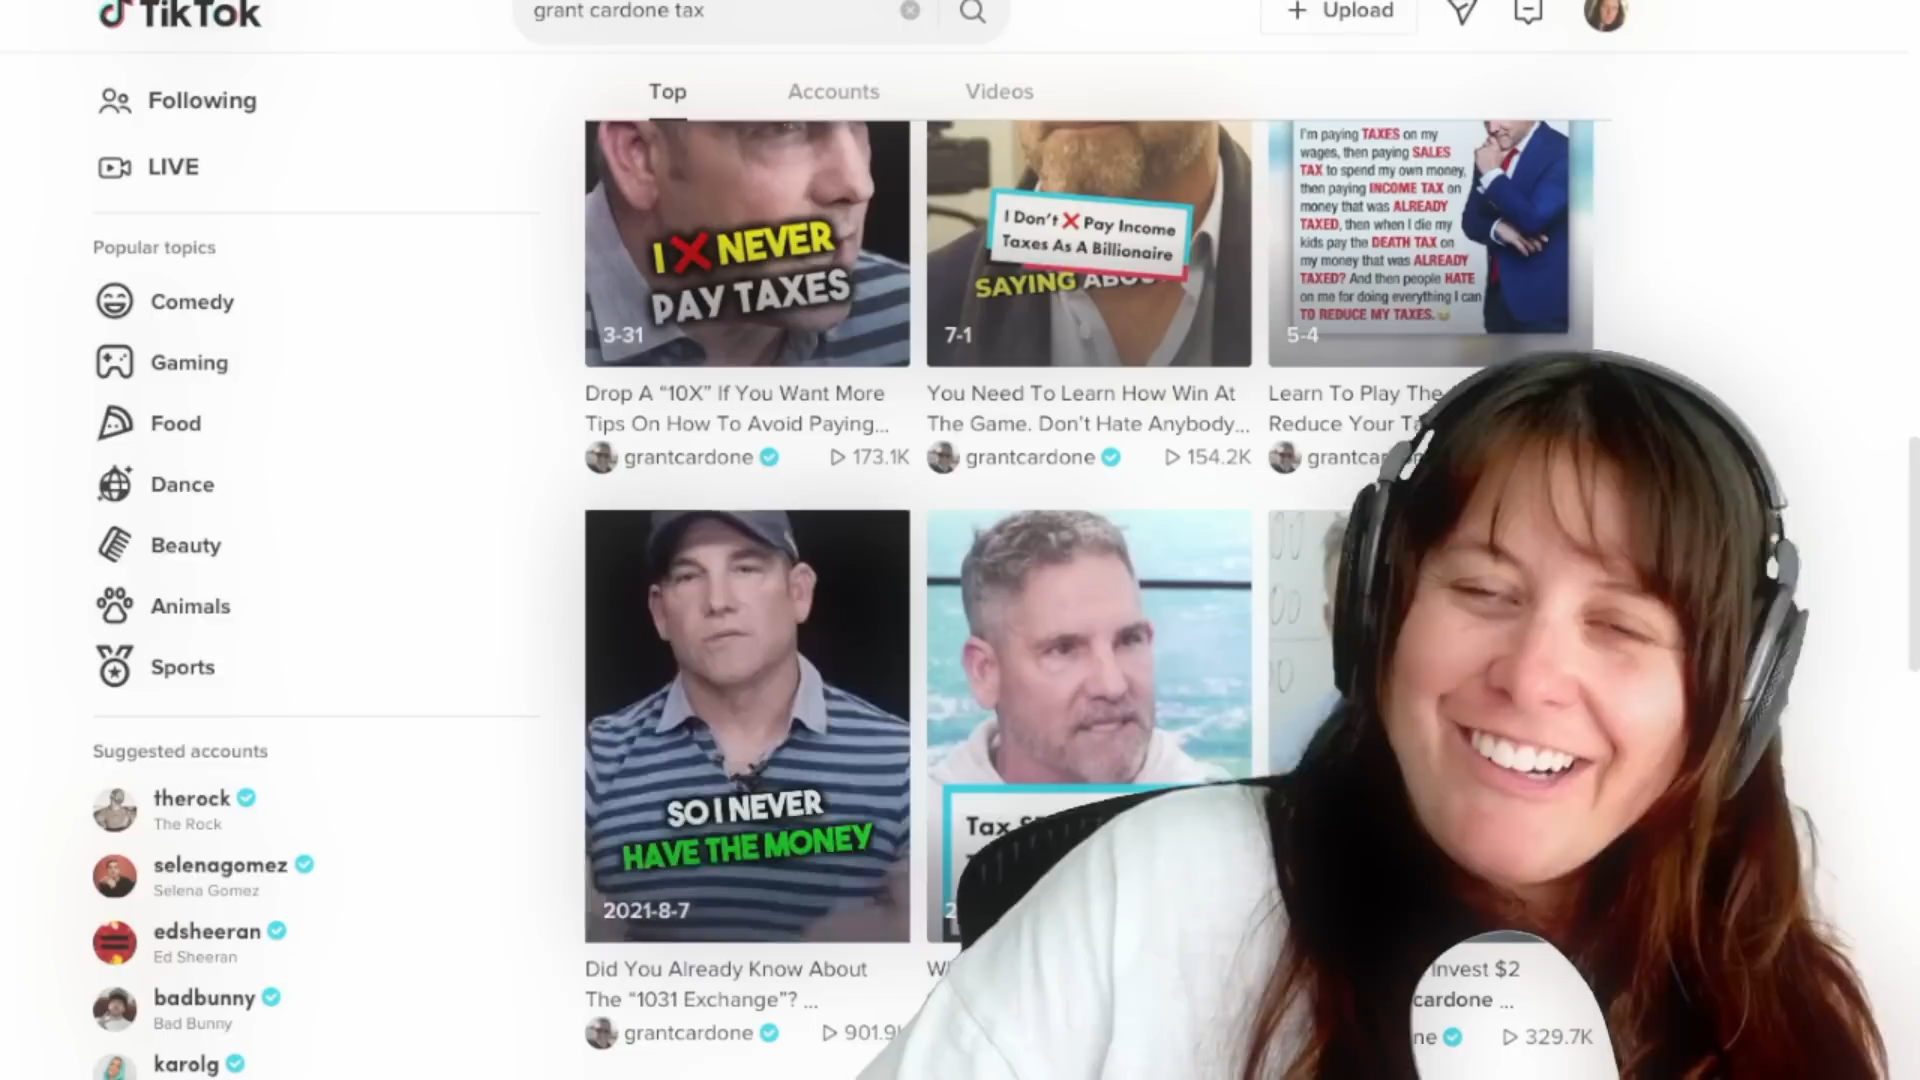 TikTok
grant cardone tax
Upload
Following
LIVE
Popular topics
Comedy
Gaming
Food
Dance
Beauty
Animals
Sports
Suggested accounts
therock
The Rock
selenagomez
Selena Gomez
edsheeran
Ed Sheeran
badbunny
Bad Bunny
karolg
Top
Accounts
Videos
I ❌ NEVER
PAY TAXES
3-31
Drop A “10X” If You Want More
Tips On How To Avoid Paying...
grantcardone
173.1K
I Don't ❌ Pay Income
Taxes As A Billionaire
SAYING
7-1
You Need To Learn How Win At
The Game. Don't Hate Anybody...
grantcardone
154.2K
I'm paying TAXES on my
wages, then paying SALES
TAX to spend my own money,
then paying INCOME TAX on
money that was ALREADY
TAXED, then when I die my
kids pay the DEATH TAX on
my money that was ALREADY
TAXED? And then people HATE
on me for doing everything I can
TO REDUCE MY TAXES.
5-4
Learn To Play The
Reduce Your
SO I NEVER
HAVE THE MONEY
2021-8-7
Did You Already Know About
The “1031 Exchange”? ...
grantcardone
Tax
Invest $2
cardone ...
329.7K